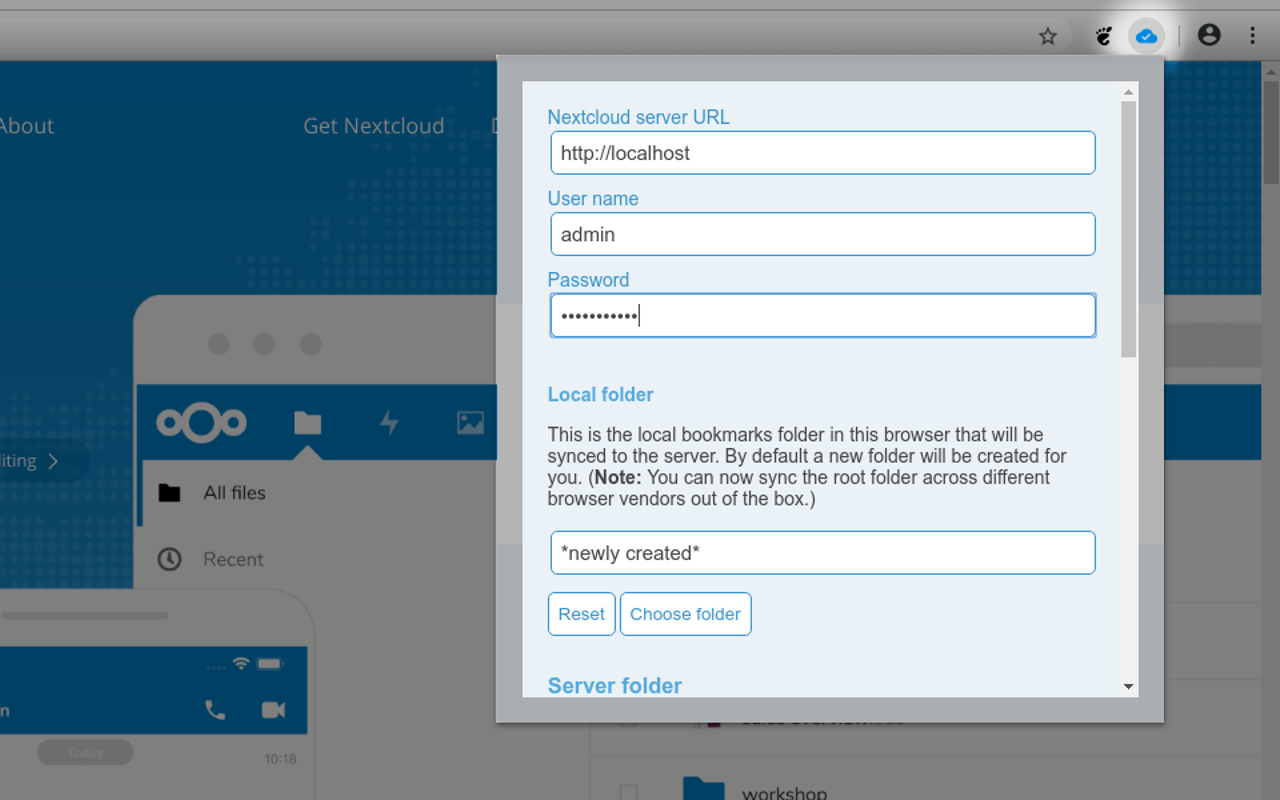 About
Get Nextcloud
Nextcloud server URL
http://localhost
User name
admin
Password
•••••••••••
Local folder
This is the local bookmarks folder in this browser that will be
synced to the server. By default a new folder will be created for
you. (Note: You can now sync the root folder across different
browser vendors out of the box.)
*newly created*
Reset
Choose folder
Server folder
iting
All files
Recent
Today
10:18
workshop